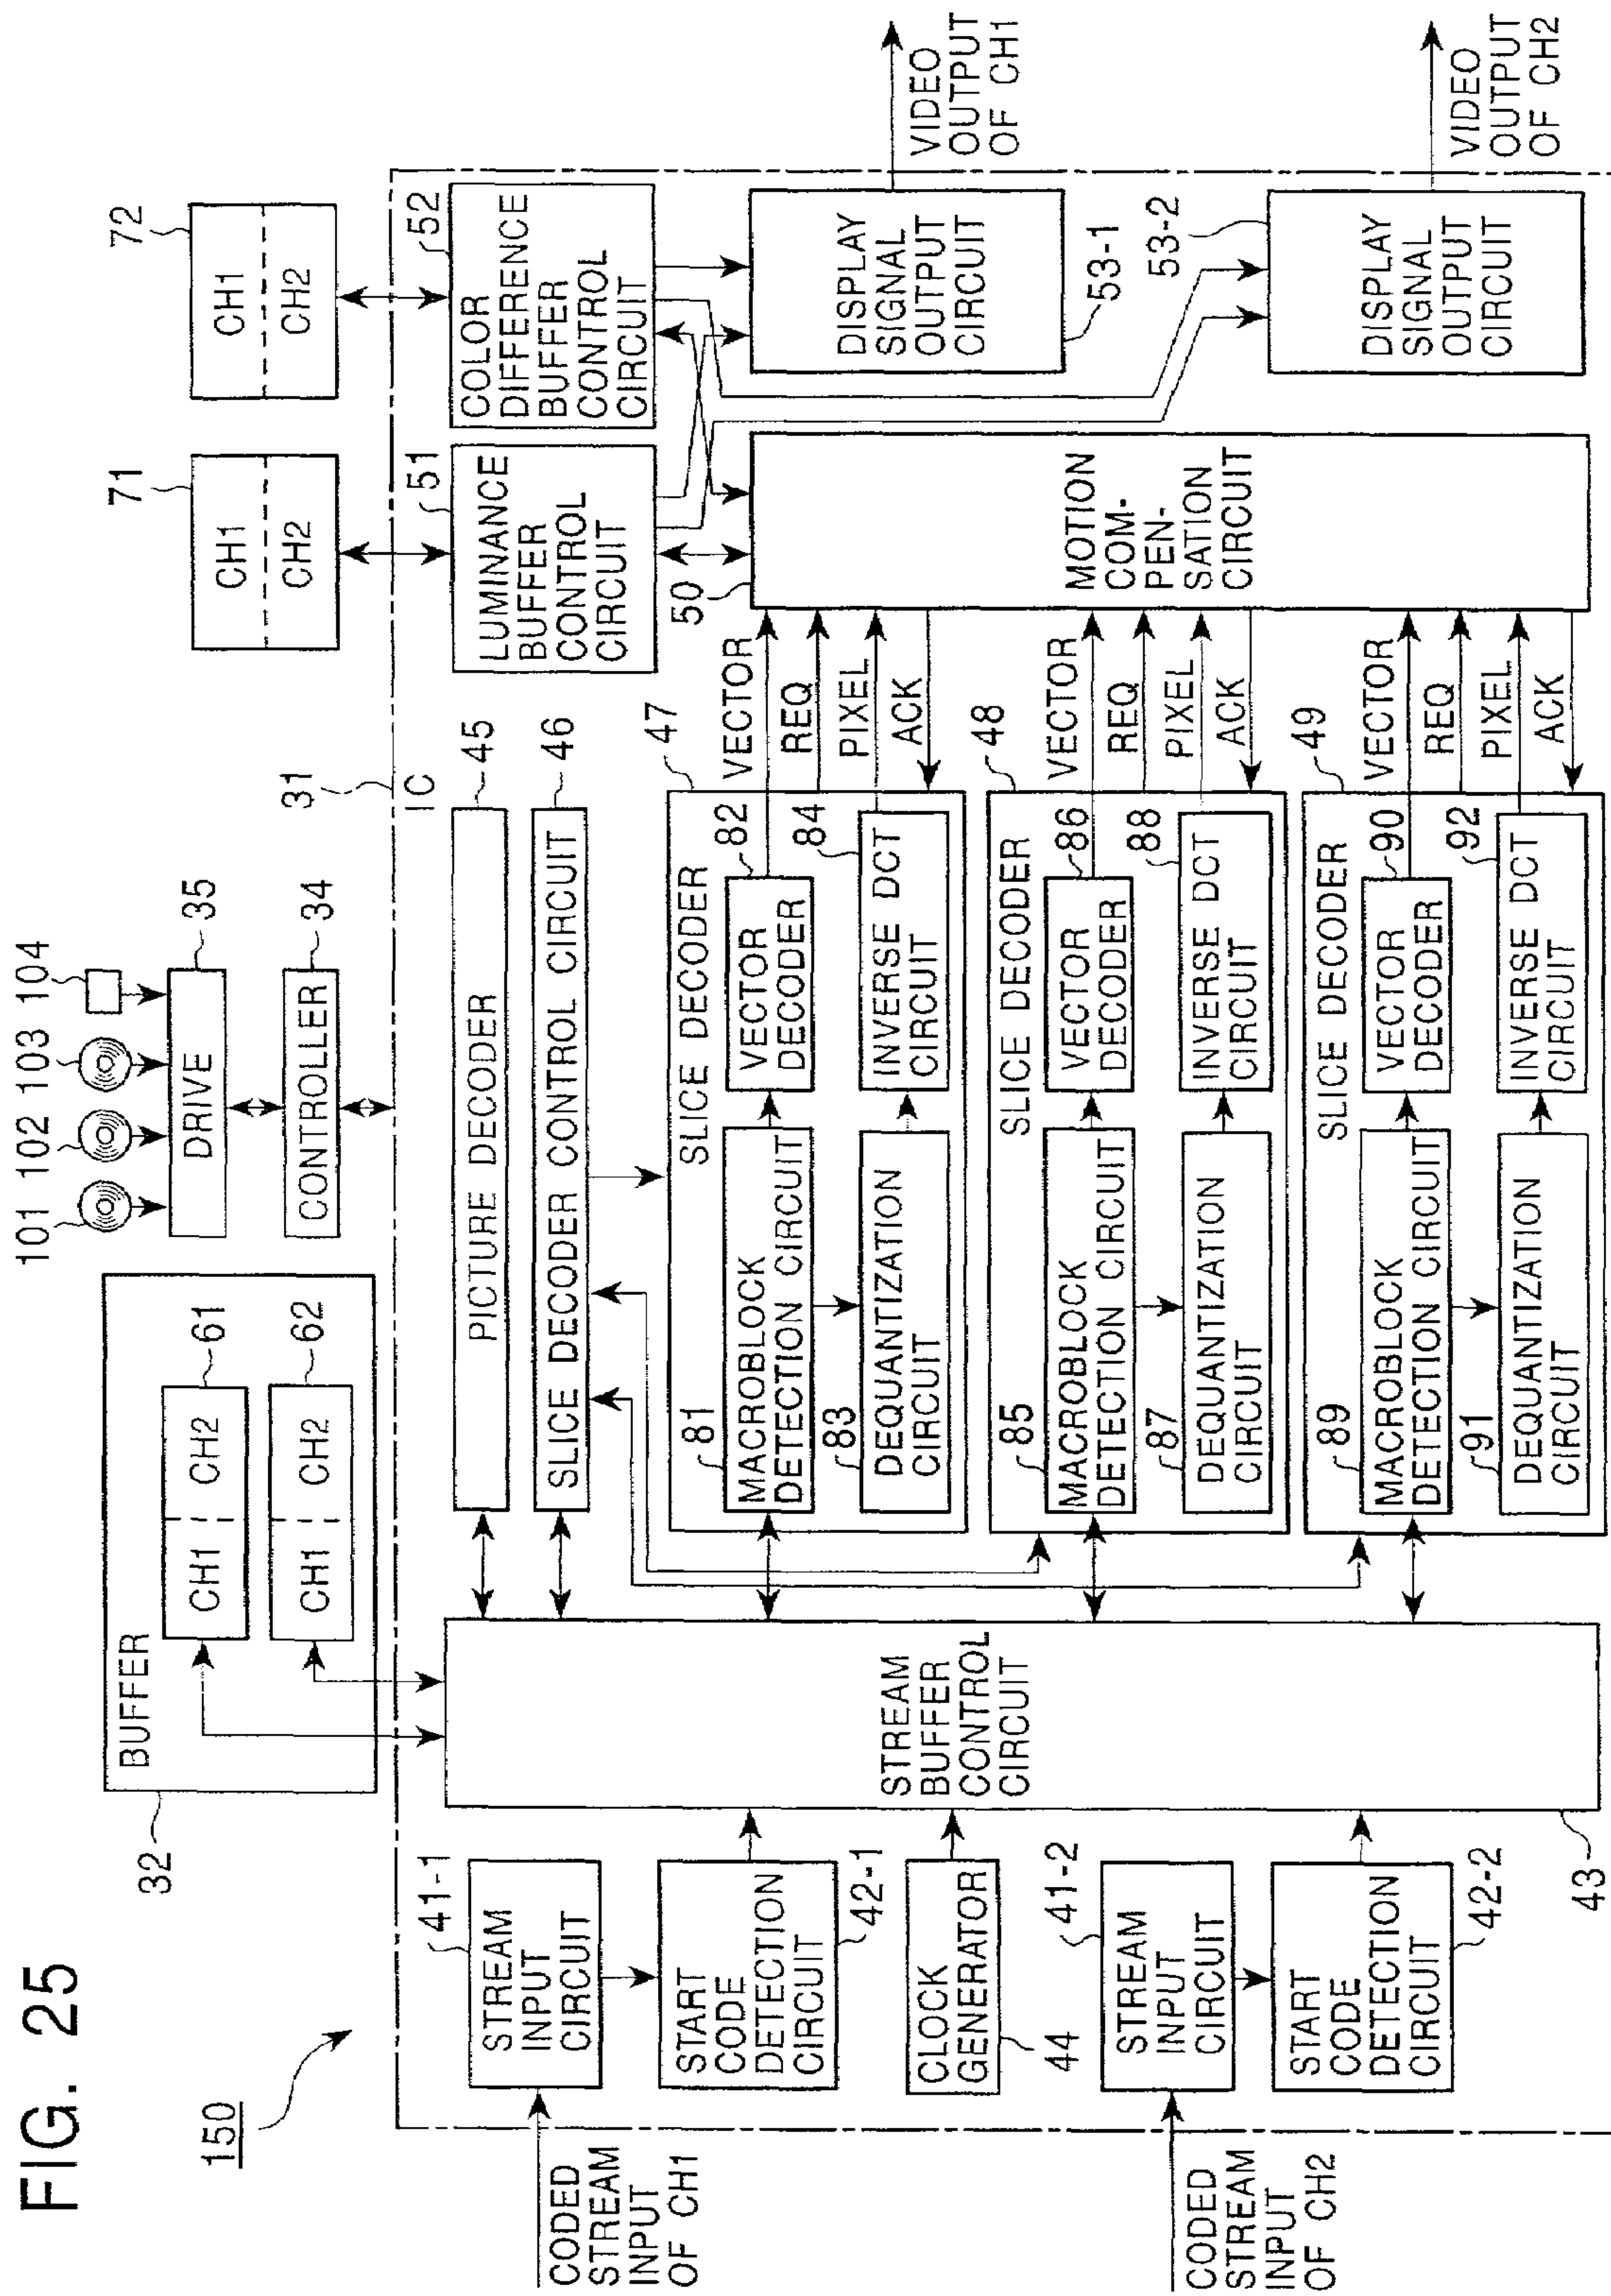 FIG. 25
150
CODED
STREAM
INPUT
OF CH1
CODED
STREAM
INPUT
OF CH2
32
BUFFER
CH1
CH2
61
CH1
CH2
62
101
102
103
104
DRIVE
35
CONTROLLER
34
31
IC
71
CH1
CH2
72
CH1
CH2
41-1
STREAM
INPUT
CIRCUIT
START
CODE
DETECTION
CIRCUIT
42-1
CLOCK
GENERATOR
44
41-2
STREAM
INPUT
CIRCUIT
START
CODE
DETECTION
CIRCUIT
42-2
STREAM
BUFFER
CONTROL
CIRCUIT
43
PICTURE DECODER
45
SLICE DECODER CONTROL CIRCUIT
46
47
SLICE DECODER
81
MACROBLOCK
DETECTION CIRCUIT
82
VECTOR
DECODER
83
DEQUANTIZATION
CIRCUIT
84
INVERSE DCT
CIRCUIT
VECTOR
REQ
PIXEL
ACK
48
SLICE DECODER
85
MACROBLOCK
DETECTION CIRCUIT
86
VECTOR
DECODER
87
DEQUANTIZATION
CIRCUIT
88
INVERSE DCT
CIRCUIT
VECTOR
REQ
PIXEL
ACK
49
SLICE DECODER
89
MACROBLOCK
DETECTION CIRCUIT
90
VECTOR
DECODER
91
DEQUANTIZATION
CIRCUIT
92
INVERSE DCT
CIRCUIT
VECTOR
REQ
PIXEL
ACK
50
MOTION
COM-
PEN-
SATION
CIRCUIT
51
LUMINANCE
BUFFER
CONTROL
CIRCUIT
52
COLOR
DIFFERENCE
BUFFER
CONTROL
CIRCUIT
DISPLAY
SIGNAL
OUTPUT
CIRCUIT
53-1
53-2
DISPLAY
SIGNAL
OUTPUT
CIRCUIT
VIDEO
OUTPUT
OF CH1
VIDEO
OUTPUT
OF CH2